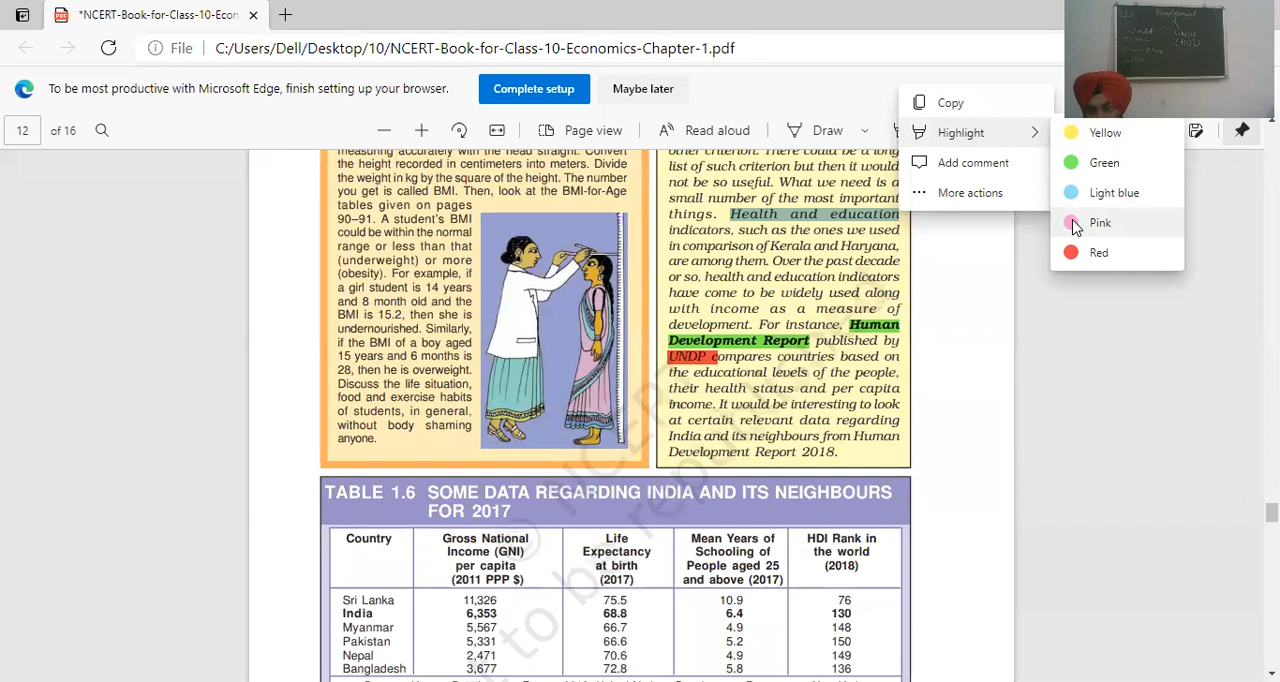 *NCERT-Book-for-Class-10-Econ
File
C:/Users/Dell/Desktop/10/NCERT-Book-for-Class-10-Economics-Chapter-1.pdf
To be most productive with Microsoft Edge, finish setting up your browser.
Complete setup
Maybe later
12 of 16
Page view
Read aloud
Draw
Copy
Highlight
Add comment
More actions
Yellow
Green
Light blue
Pink
Red
UNDP
(HDI)
measuring accurately with the head straight. Convert
the height recorded in centimeters into meters. Divide
the weight in kg by the square of the height. The number
you get is called BMI. Then, look at the BMI-for-Age
tables given on pages
90–91. A student's BMI
could be within the normal
range or less than that
(underweight) or more
(obesity). For example, if
a girl student is 14 years
and 8 month old and the
BMI is 15.2, then she is
undernourished. Similarly,
if the BMI of a boy aged
15 years and 6 months is
28, then he is overweight.
Discuss the life situation,
food and exercise habits
of students, in general,
without body shaming
anyone.
other criterion. There could be a long
list of such criterion but then it would
not be so useful. What we need is a
small number of the most important
things. Health and education
indicators, such as the ones we used
in comparison of Kerala and Haryana,
are among them. Over the past decade
or so, health and education indicators
have come to be widely used along
with income as a measure of
development. For instance, Human
Development Report published by
UNDP compares countries based on
the educational levels of the people,
their health status and per capita
income. It would be interesting to look
at certain relevant data regarding
India and its neighbours from Human
Development Report 2018.
© NCERT
not to be republished
TABLE 1.6 SOME DATA REGARDING INDIA AND ITS NEIGHBOURS
FOR 2017
Country
Gross National
Income (GNI)
per capita
(2011 PPP $)
Life
Expectancy
at birth
(2017)
Mean Years of
Schooling of
People aged 25
and above (2017)
HDI Rank in
the world
(2018)
Sri Lanka 11,326 75.5 10.9 76
India 6,353 68.8 6.4 130
Myanmar 5,567 66.7 4.9 148
Pakistan 5,331 66.6 5.2 150
Nepal 2,471 70.6 4.9 149
Bangladesh 3,677 72.8 5.8 136